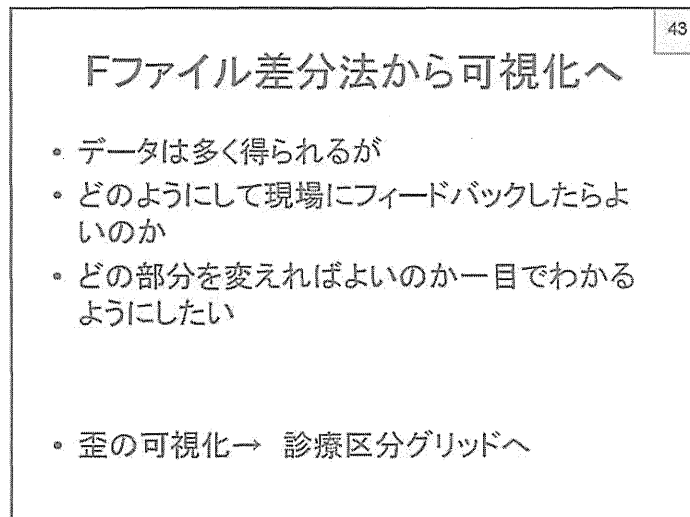 43
Fファイル差分法から可視化へ
• データは多く得られるが
• どのようにして現場にフィードバックしたらよ
いのか
• どの部分を変えればよいのか一目でわかる
ようにしたい
• 歪の可視化→ 診療区分グリッドへ